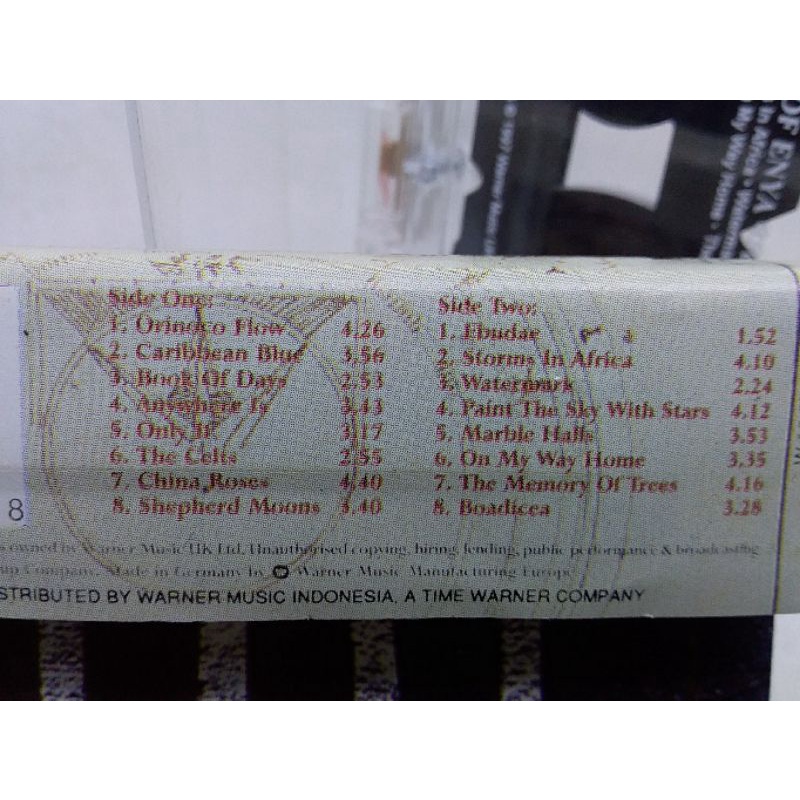 OF ENYA
Side One:
1. Orinoco Flow 4.26
2. Caribbean Blue 3.56
3. Book Of Days 2.53
4. Anywhere Is 3.43
5. Only If 3.17
6. The Celts 2.55
7. China Roses 4.40
8. Shepherd Moons 3.40
Side Two:
1. Ebudae 1.52
2. Storms In Africa 4.10
3. Watermark 2.24
4. Paint The Sky With Stars 4.12
5. Marble Halls 3.53
6. On My Way Home 3.35
7. The Memory Of Trees 4.16
8. Boadicea 3.28
8
owned by Warner Music UK Ltd. Unauthorised copying, hiring, lending, public performance & broadcasting
Company. Made in Germany by Warner Music Manufacturing Europe
STRIBUTED BY WARNER MUSIC INDONESIA, A TIME WARNER COMPANY